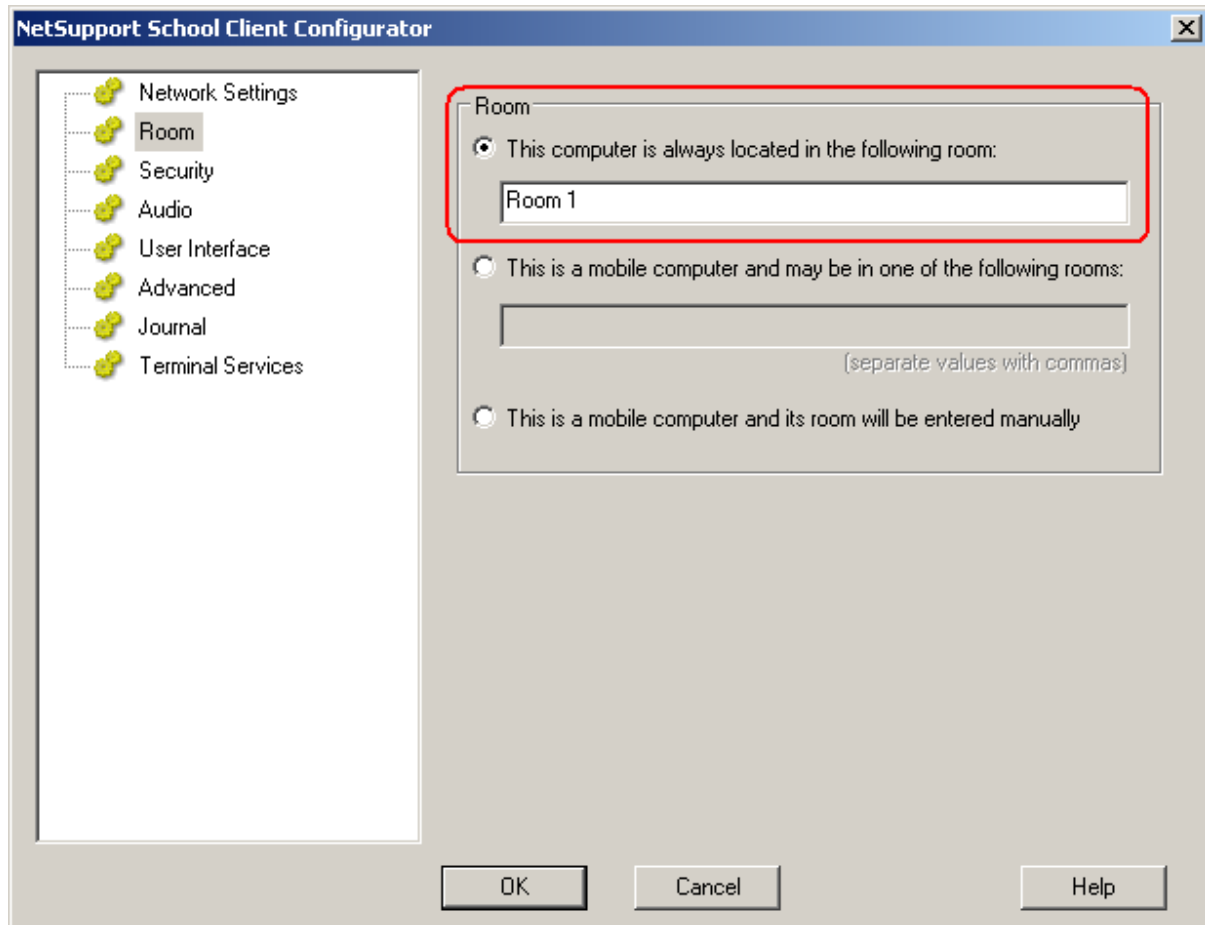 NetSupport School Client Configurator
Network Settings
Room
Security
Audio
User Interface
Advanced
Journal
Terminal Services
Room
This computer is always located in the following room:
Room 1
This is a mobile computer and may be in one of the following rooms:
(separate values with commas)
This is a mobile computer and its room will be entered manually
OK
Cancel
Help